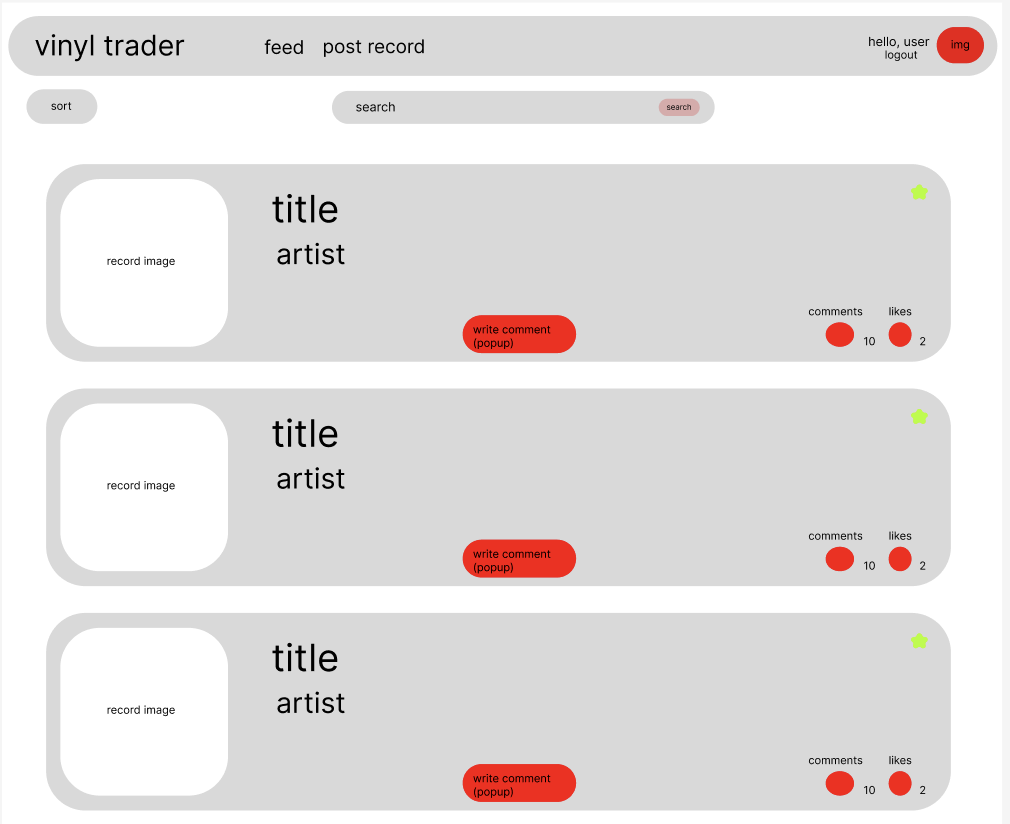 vinyl trader
feed
post record
hello, user
logout
img
sort
search
search
record image
title
artist
write comment
(popup)
comments
10
likes
2
record image
title
artist
write comment
(popup)
comments
10
likes
2
record image
title
artist
write comment
(popup)
comments
10
likes
2